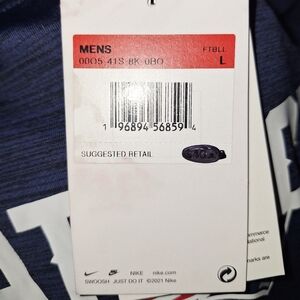 MENS
FTBLL
00O5 41S 8K 0BO
L
1 96894 56859 4
SUGGESTED RETAIL
NIKE nike.com
SWOOSH JUST DO IT ©2021 Nike